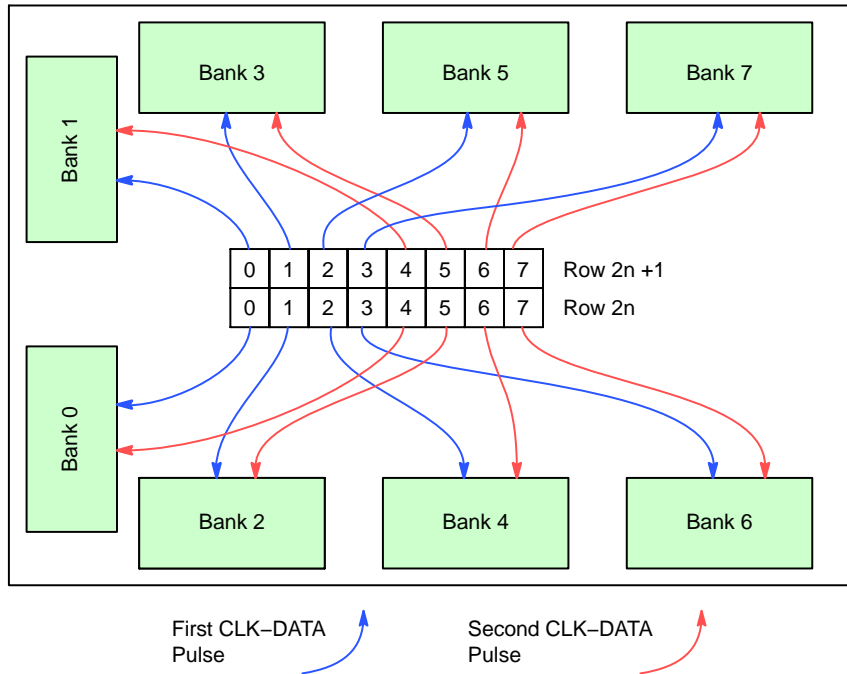 Bank 3
Bank 5
Bank 7
Bank 1
0 1 2 3 4 5 6 7 Row 2n +1
0 1 2 3 4 5 6 7 Row 2n
Bank 0
Bank 2
Bank 4
Bank 6
First CLK−DATA
Pulse
Second CLK−DATA
Pulse